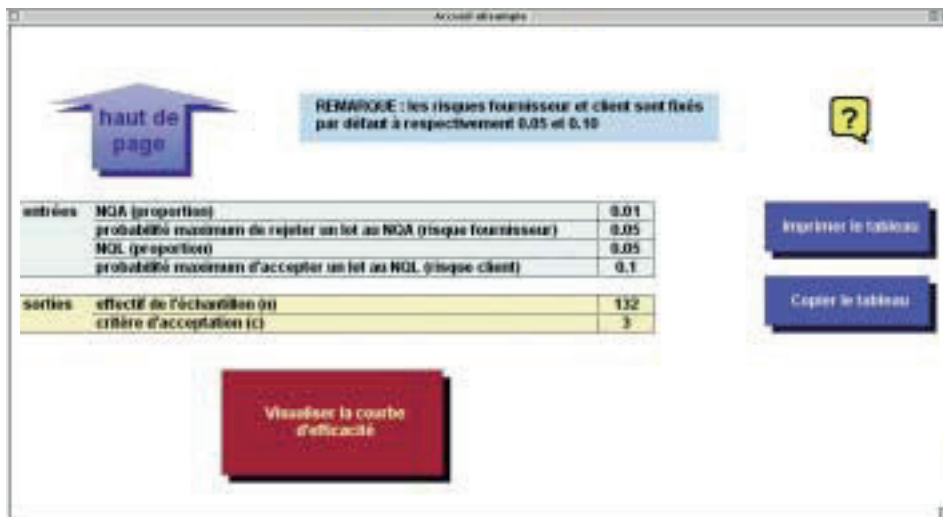 Accueil
haut de
page
REMARQUE : les risques fournisseur et client sont fixés
par défaut à respectivement 0.05 et 0.10
?
entrées NQA (proportion) 0.01
probabilité maximum de rejeter un lot au NQA (risque fournisseur) 0.05
NQL (proportion) 0.05
probabilité maximum d'accepter un lot au NQL (risque client) 0.1
Imprimer le tableau
sorties effectif de l'échantillon (n) 132
critère d'acceptation (c) 3
Copier le tableau
Visualiser la courbe
d'efficacité